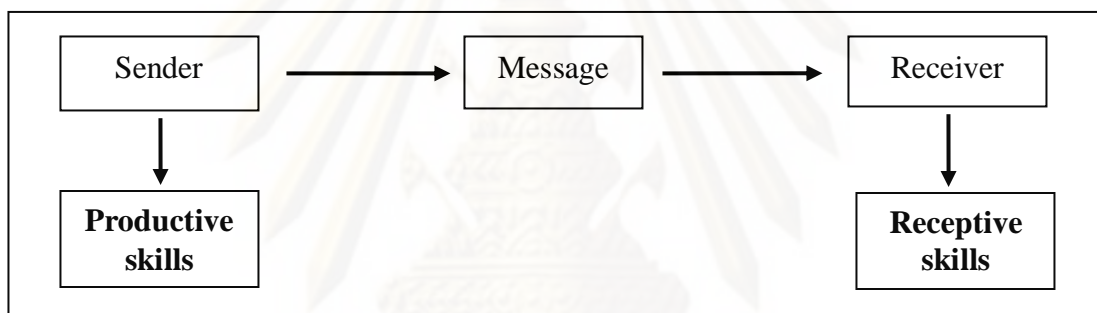 Sender
Message
Receiver
Productive
skills
Receptive
skills